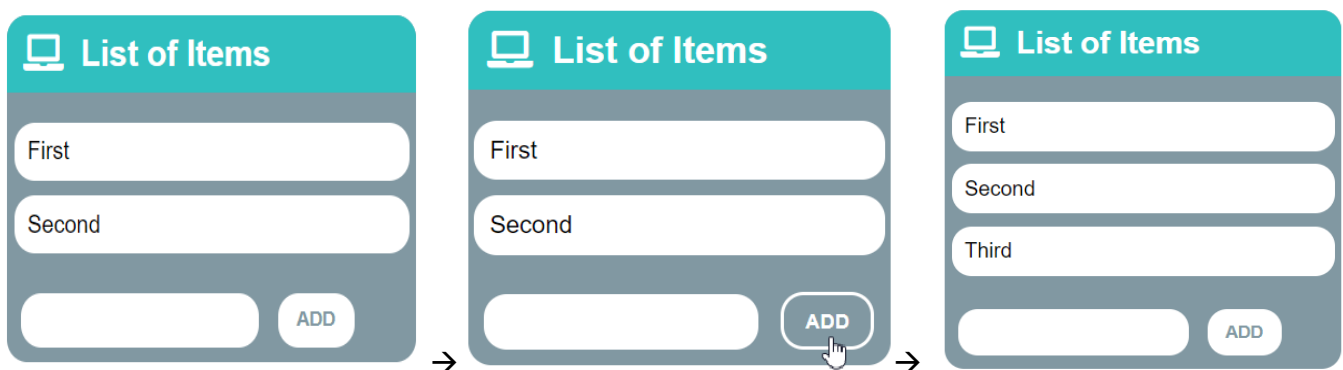 List of Items
First
Second
ADD
→
List of Items
First
Second
ADD
→
List of Items
First
Second
Third
ADD